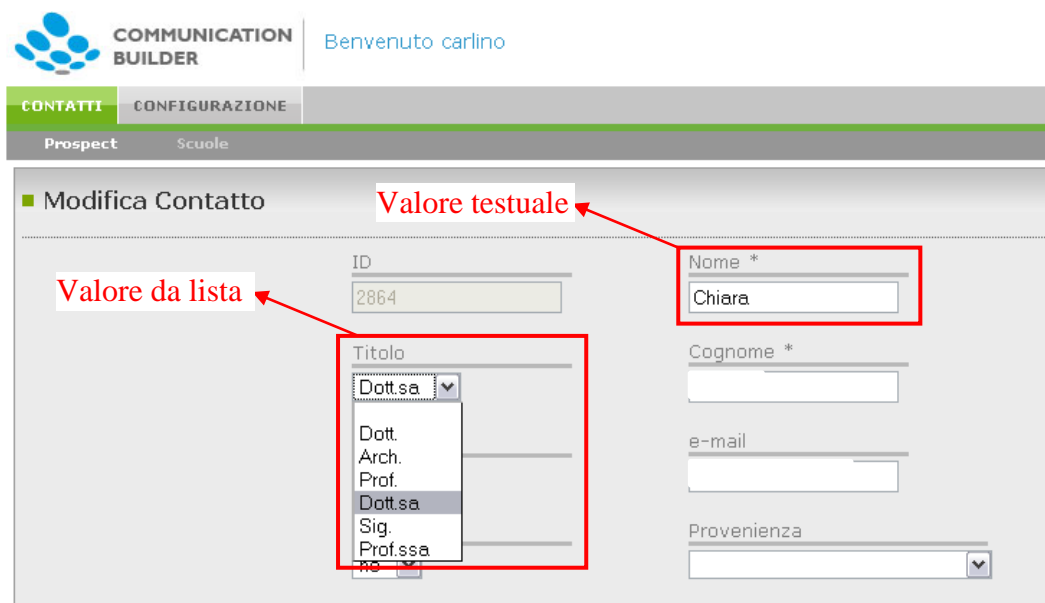 COMMUNICATION
BUILDER
Benvenuto carlino
CONTATTI CONFIGURAZIONE
Prospect Scuole
Modifica Contatto
Valore testuale
ID
Nome *
Valore da lista
2864
Chiara
Titolo
Cognome *
Dott.sa
Dott.
e-mail
Arch.
Prof.
Dott.sa
Sig.
Provenienza
Prof.ssa
no